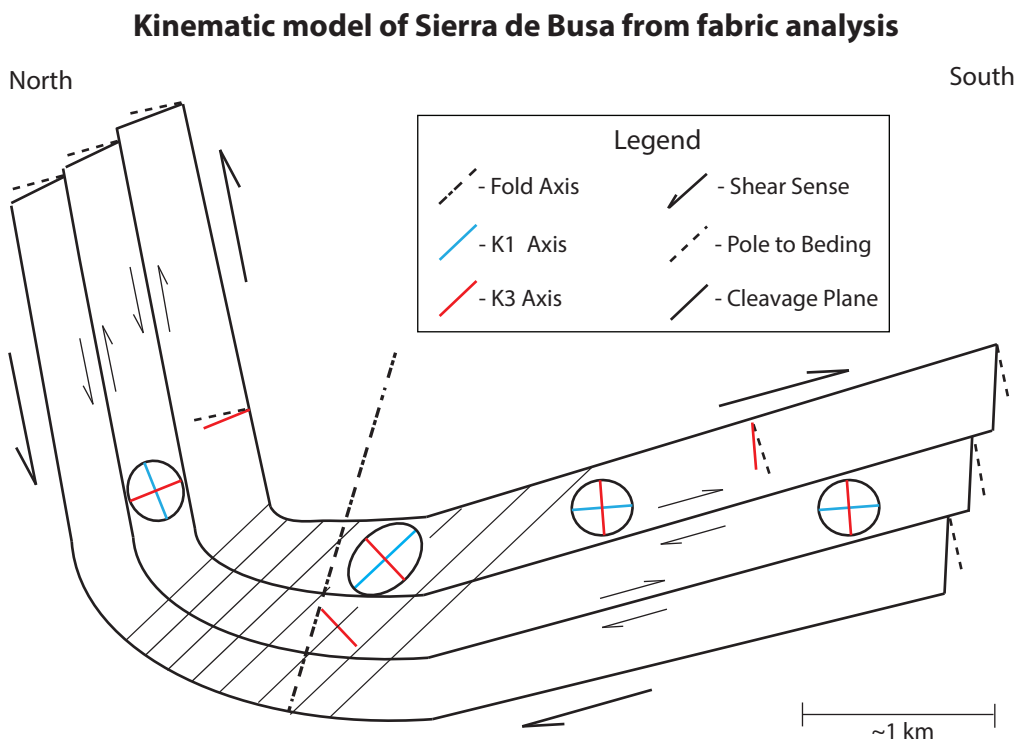 Kinematic model of Sierra de Busa from fabric analysis
North
South
Legend
- Fold Axis
- Shear Sense
- K1 Axis
- Pole to Beding
- K3 Axis
- Cleavage Plane
~1 km